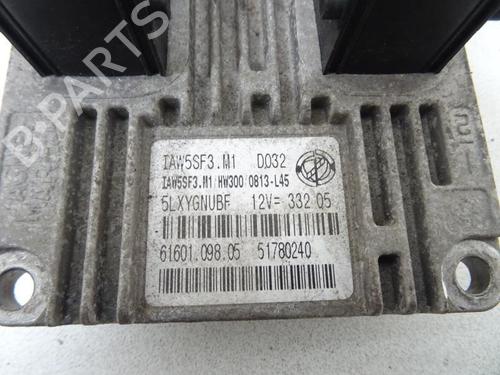 B-PARTS
IAW5SF3.M1 D032
IAW5SF3.M1 HW300 0813-L45
5LXYGNUBF 12V= 332 05
61601.098.05 51780240